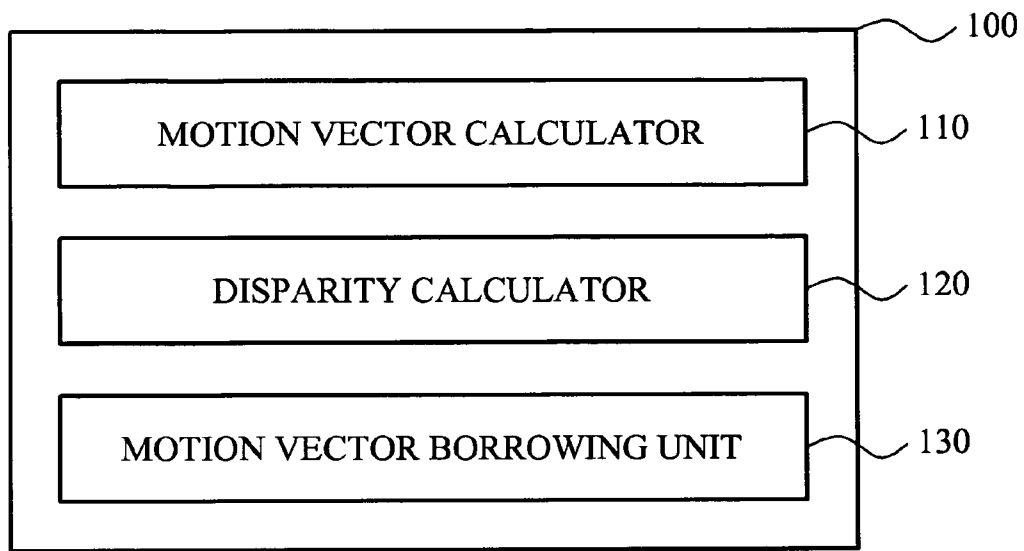 100
MOTION VECTOR CALCULATOR
110
DISPARITY CALCULATOR
120
MOTION VECTOR BORROWING UNIT
130